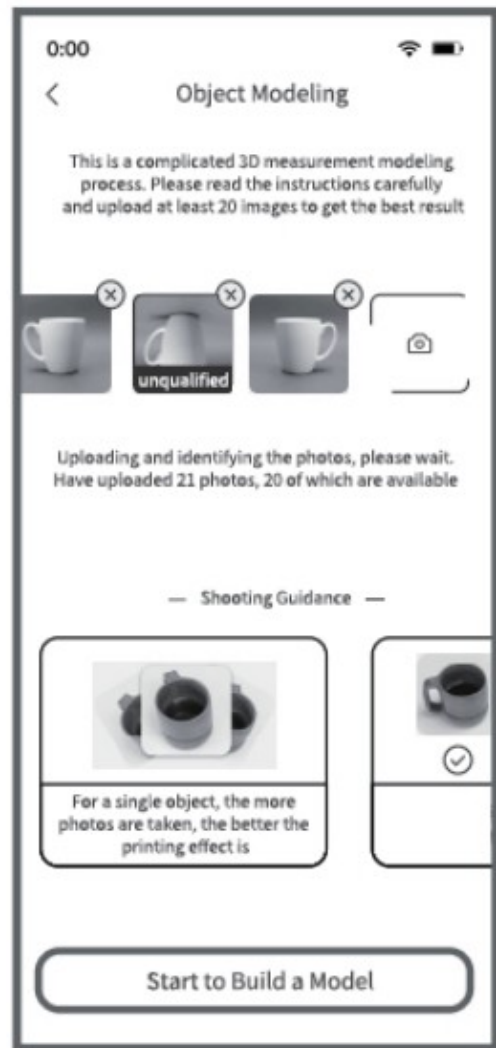 0:00
Object Modeling
This is a complicated 3D measurement modeling
process. Please read the instructions carefully
and upload at least 20 images to get the best result
unqualified
Uploading and identifying the photos, please wait.
Have uploaded 21 photos, 20 of which are available
— Shooting Guidance —
For a single object, the more
photos are taken, the better the
printing effect is
Start to Build a Model